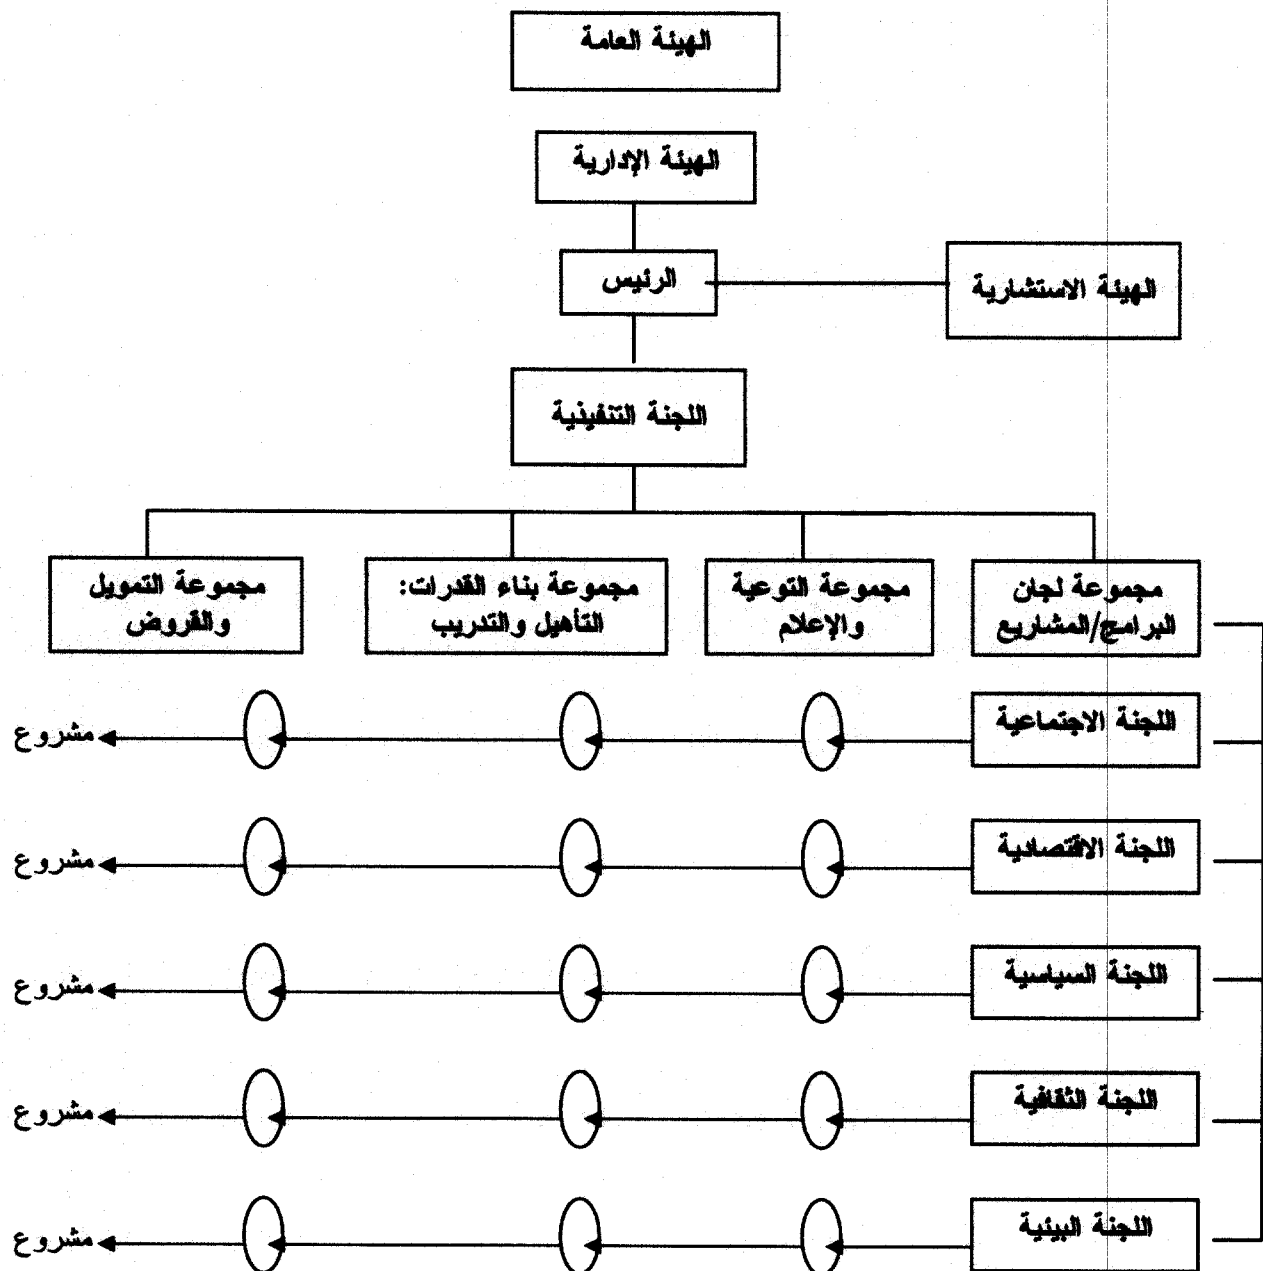 الهيئة العامة
الهيئة الإدارية
الرئيس
الهيئة الاستشارية
اللجنة التنفيذية
مجموعة لجان
البرامج/المشاريع
مجموعة التوعية
والإعلام
مجموعة بناء القدرات:
التأهيل والتدريب
مجموعة التمويل
والقروض
اللجنة الاجتماعية
مشروع
اللجنة الاقتصادية
مشروع
اللجنة السياسية
مشروع
اللجنة الثقافية
مشروع
اللجنة البيئية
مشروع